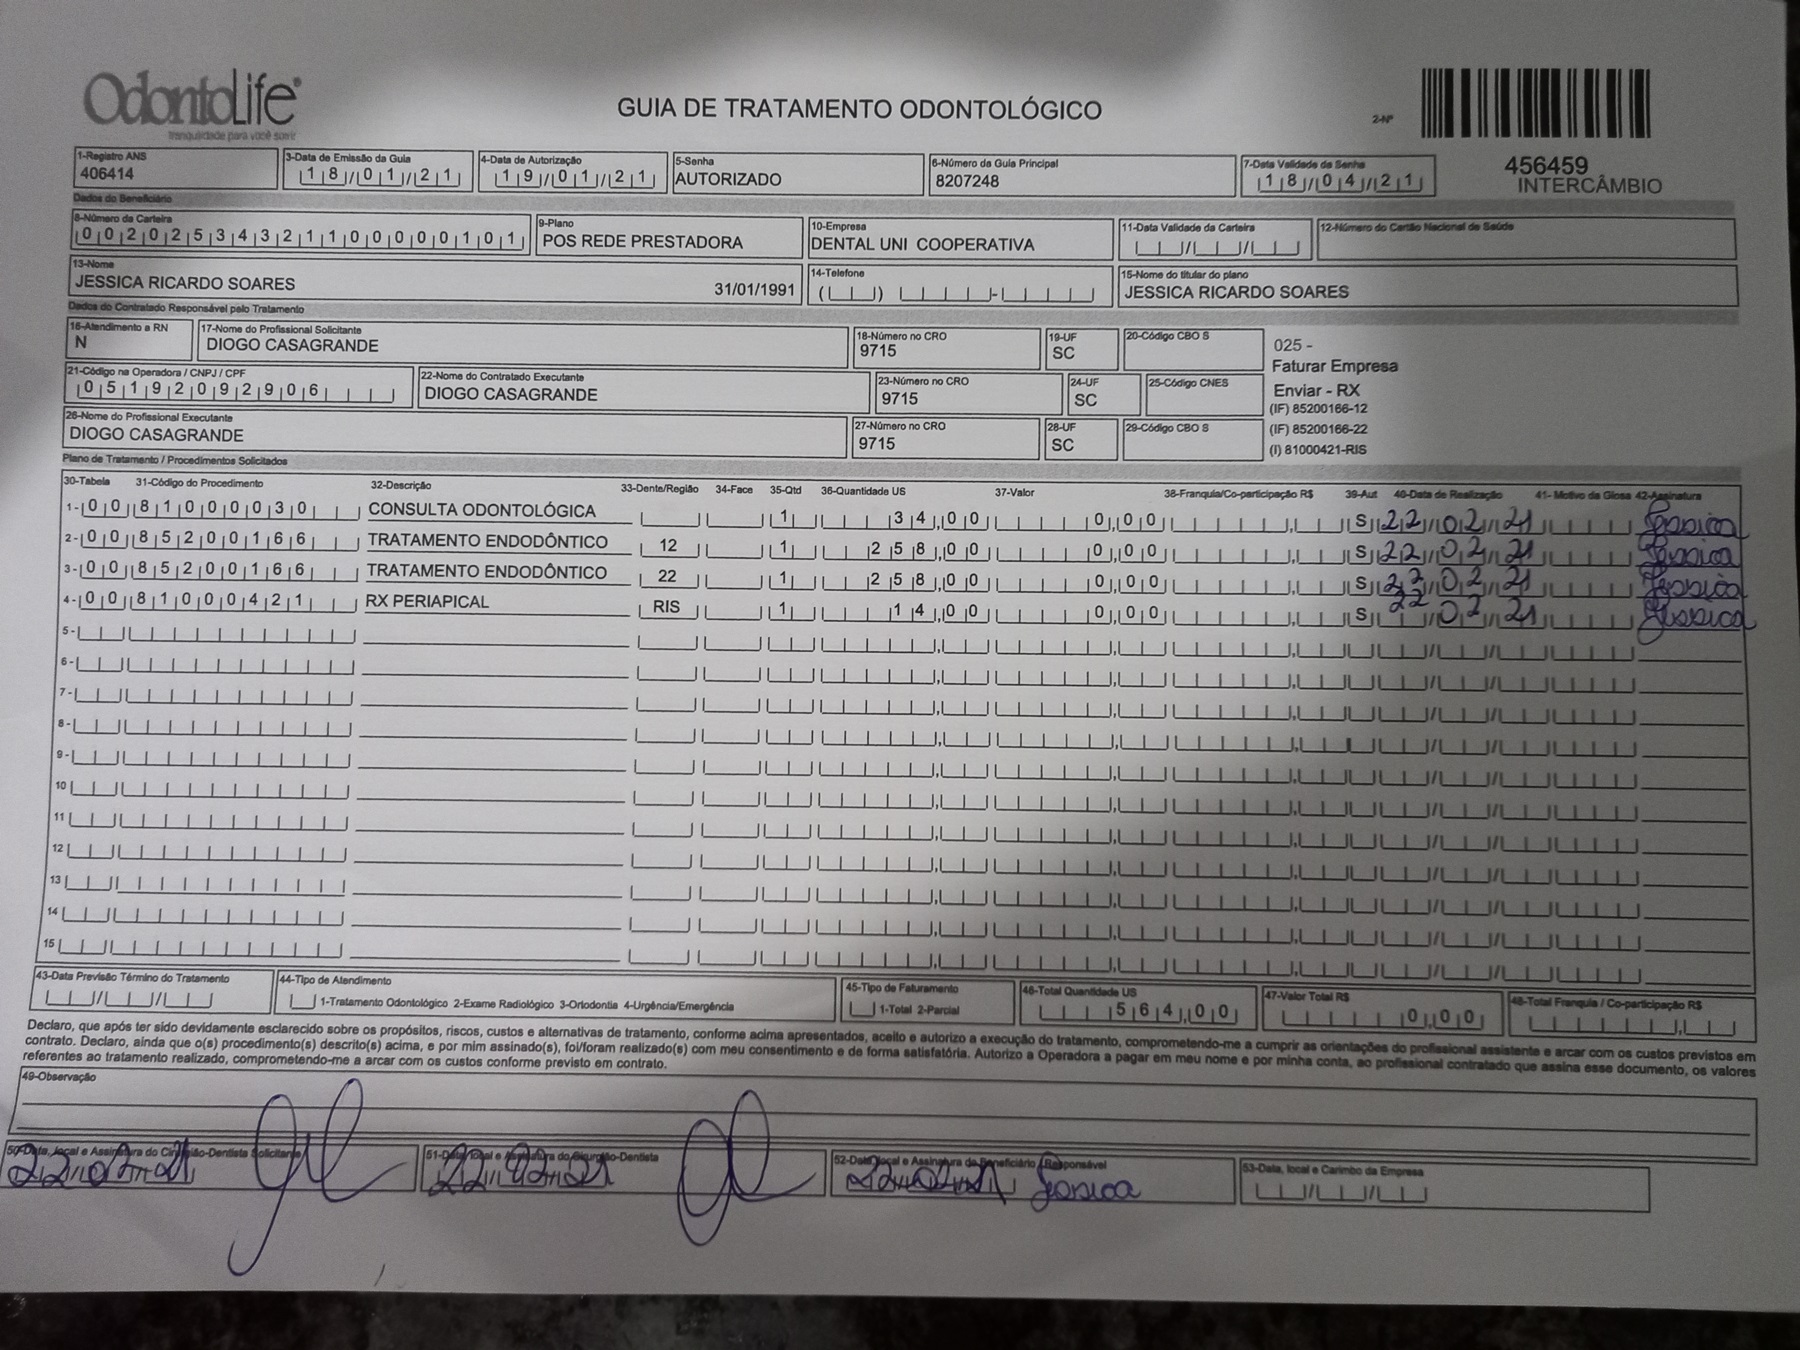 OdontoLife®
tranquilidade para você sorrir
GUIA DE TRATAMENTO ODONTOLÓGICO
2-Nº
456459
INTERCÂMBIO
1-Registro ANS
406414
3-Data de Emissão da Guia
18/01/21
4-Data de Autorização
19/01/21
5-Senha
AUTORIZADO
6-Número da Guia Principal
8207248
7-Data Validade da Senha
18/04/21
Dados do Beneficiário
8-Número da Carteira
00202534321100000101
9-Plano
POS REDE PRESTADORA
10-Empresa
DENTAL UNI COOPERATIVA
11-Data Validade da Carteira
12-Número do Cartão Nacional de Saúde
13-Nome
JESSICA RICARDO SOARES 31/01/1991
14-Telefone
15-Nome do titular do plano
JESSICA RICARDO SOARES
Dados do Contratado Responsável pelo Tratamento
16-Atendimento a RN
N
17-Nome do Profissional Solicitante
DIOGO CASAGRANDE
18-Número no CRO
9715
19-UF
SC
20-Código CBO S
025 -
Faturar Empresa
Enviar - RX
(IF) 85200166-12
(IF) 85200166-22
(I) 81000421-RIS
21-Código na Operadora / CNPJ / CPF
05192092906
22-Nome do Contratado Executante
DIOGO CASAGRANDE
23-Número no CRO
9715
24-UF
SC
25-Código CNES
26-Nome do Profissional Executante
DIOGO CASAGRANDE
27-Número no CRO
9715
28-UF
SC
29-Código CBO S
Plano de Tratamento / Procedimentos Solicitados
30-Tabela 31-Código do Procedimento 32-Descrição 33-Dente/Região 34-Face 35-Qtd 36-Quantidade US 37-Valor 38-Franquia/Co-participação R$ 39-Aut 40-Data de Realização 41- Motivo da Glosa 42-Assinatura
1- 00 81000030 CONSULTA ODONTOLÓGICA 1 34,00 0,00 S 22/02/21 Jessica
2- 00 85200166 TRATAMENTO ENDODÔNTICO 12 1 258,00 0,00 S 22/02/21 Jessica
3- 00 85200166 TRATAMENTO ENDODÔNTICO 22 1 258,00 0,00 S 22/02/21 Jessica
4- 00 81000421 RX PERIAPICAL RIS 1 14,00 0,00 S 22/02/21 Jessica
5-
6-
7-
8-
9-
10
11
12
13
14
15
43-Data Previsão Término do Tratamento
44-Tipo de Atendimento
1-Tratamento Odontológico 2-Exame Radiológico 3-Ortodontia 4-Urgência/Emergência
45-Tipo de Faturamento
1-Total 2-Parcial
46-Total Quantidade US
564,00
47-Valor Total R$
0,00
48-Total Franquia / Co-participação R$
Declaro, que após ter sido devidamente esclarecido sobre os propósitos, riscos, custos e alternativas de tratamento, conforme acima apresentados, aceito e autorizo a execução do tratamento, comprometendo-me a cumprir as orientações do profissional assistente e arcar com os custos previstos em
contrato. Declaro, ainda que o(s) procedimento(s) descrito(s) acima, e por mim assinado(s), foi/foram realizado(s) com meu consentimento e de forma satisfatória. Autorizo a Operadora a pagar em meu nome e por minha conta, ao profissional contratado que assina esse documento, os valores
referentes ao tratamento realizado, comprometendo-me a arcar com os custos conforme previsto em contrato.
49-Observação
50-Data, local e Assinatura do Cirurgião-Dentista Solicitante
22/02/21
51-Data, local e Assinatura do Cirurgião-Dentista
22/02/21
52-Data, local e Assinatura do Beneficiário / Responsável
22/02/21 Jessica
53-Data, local e Carimbo da Empresa